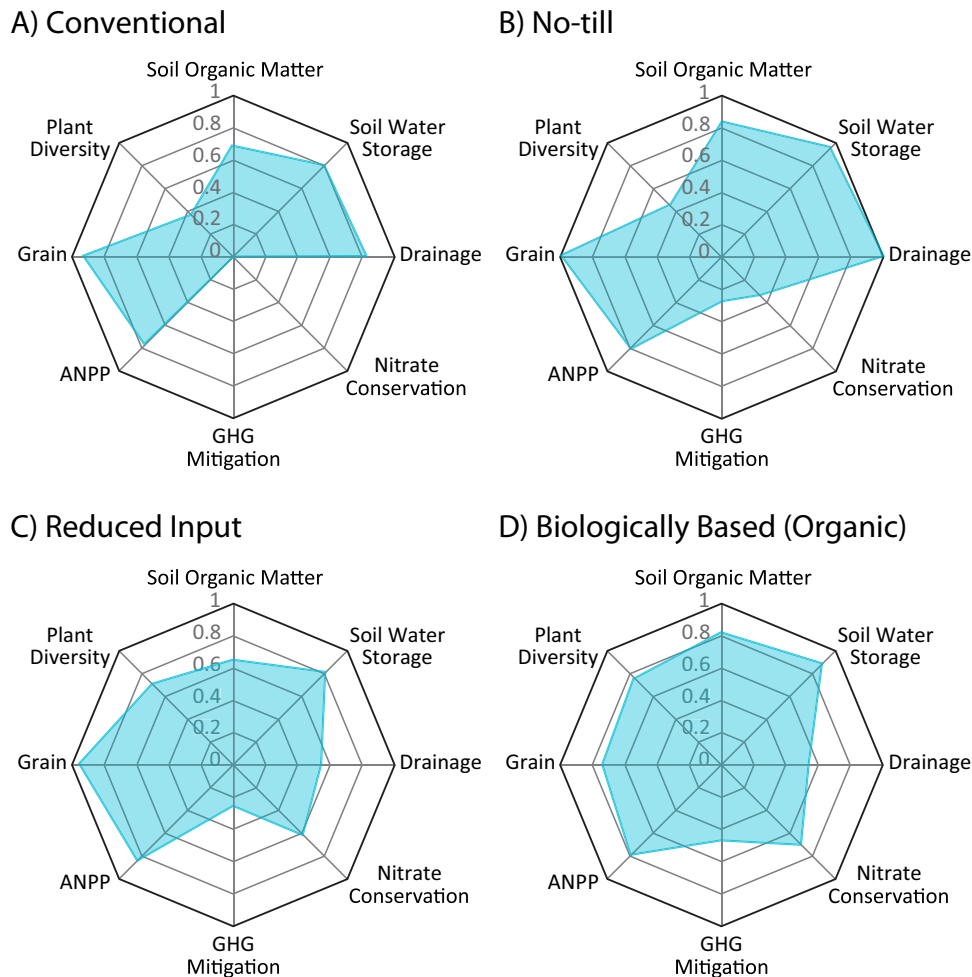 A) Conventional
Soil Organic Matter
1
0.8
0.6
0.4
0.2
0
Plant
Diversity
Soil Water
Storage
Grain
Drainage
ANPP
Nitrate
Conservation
GHG
Mitigation
B) No-till
Soil Organic Matter
1
0.8
0.6
0.4
0.2
0
Plant
Diversity
Soil Water
Storage
Grain
Drainage
ANPP
Nitrate
Conservation
GHG
Mitigation
C) Reduced Input
Soil Organic Matter
1
0.8
0.6
0.4
0.2
0
Plant
Diversity
Soil Water
Storage
Grain
Drainage
ANPP
Nitrate
Conservation
GHG
Mitigation
D) Biologically Based (Organic)
Soil Organic Matter
1
0.8
0.6
0.4
0.2
0
Plant
Diversity
Soil Water
Storage
Grain
Drainage
ANPP
Nitrate
Conservation
GHG
Mitigation